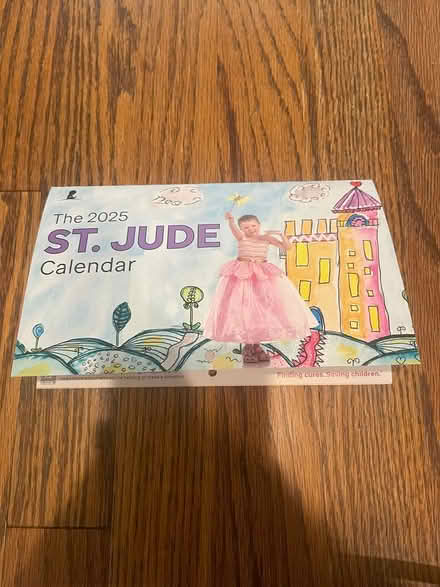 The 2025
ST. JUDE
Calendar
Finding cures. Saving children.